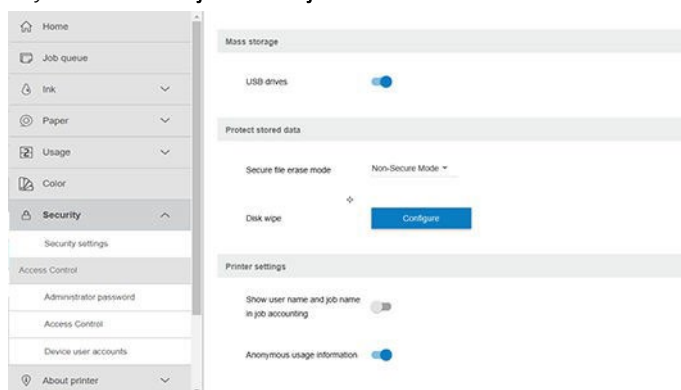 Home
Job queue
Ink
Paper
Usage
Color
Security
Security settings
Access Control
Administrator password
Access Control
Device user accounts
About printer
Mass storage
USB drives
Protect stored data
Secure file erase mode
Non-Secure Mode
Disk wipe
Configure
Printer settings
Show user name and job name
in job accounting
Anonymous usage information